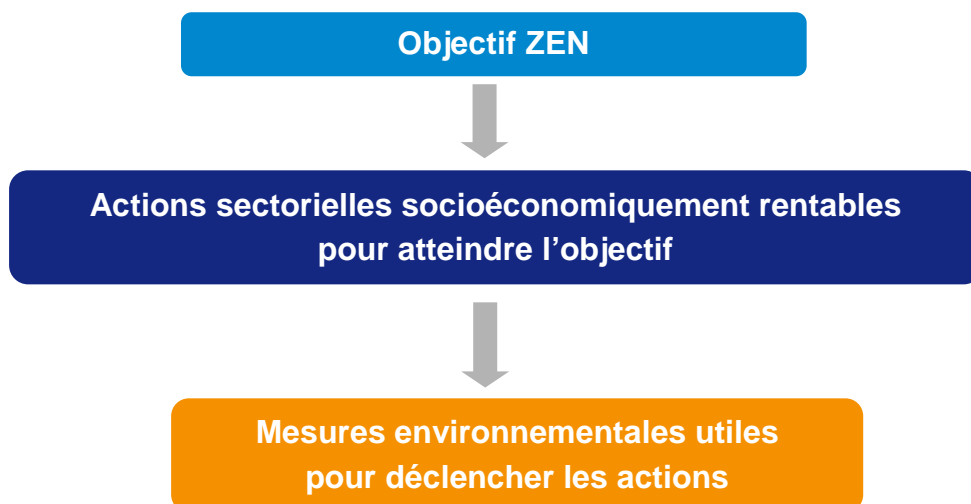 Objectif ZEN
Actions sectorielles socioéconomiquement rentables
pour atteindre l’objectif
Mesures environnementales utiles
pour déclencher les actions